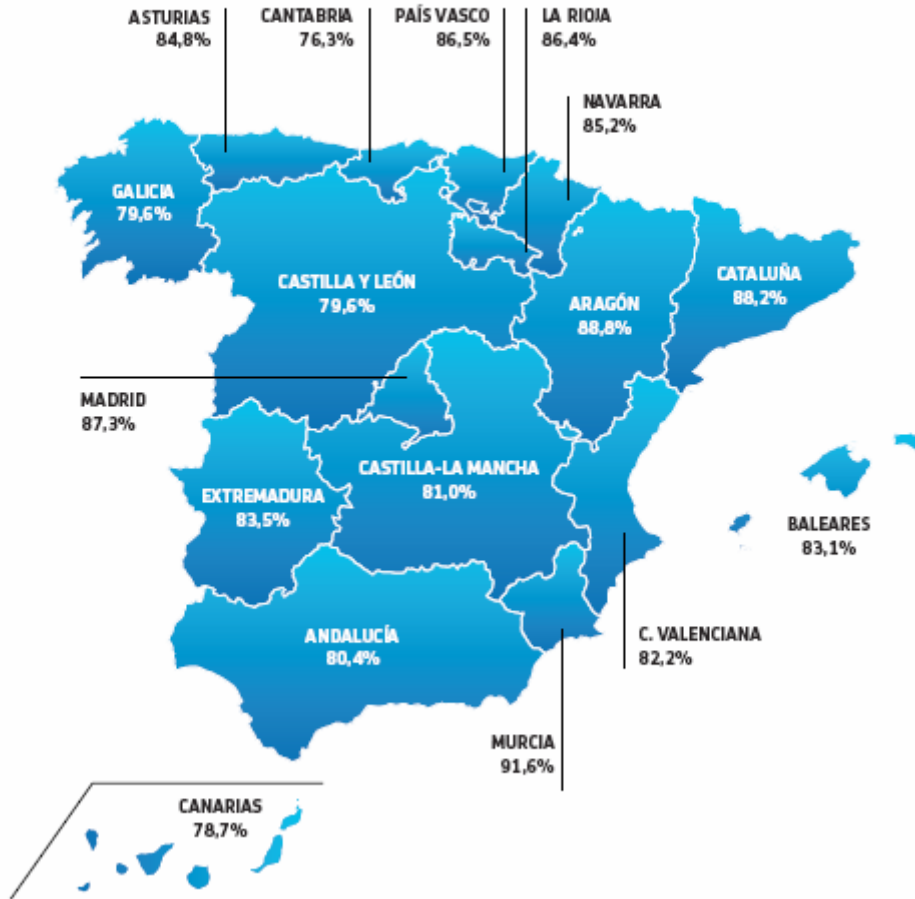 ASTURIAS
84,8%
CANTABRIA
76,3%
PAÍS VASCO
86,5%
LA RIOJA
86,4%
NAVARRA
85,2%
GALICIA
79,6%
CASTILLA Y LEÓN
79,6%
ARAGÓN
88,8%
CATALUÑA
88,2%
MADRID
87,3%
CASTILLA-LA MANCHA
81,0%
EXTREMADURA
83,5%
BALEARES
83,1%
ANDALUCÍA
80,4%
C. VALENCIANA
82,2%
MURCIA
91,6%
CANARIAS
78,7%